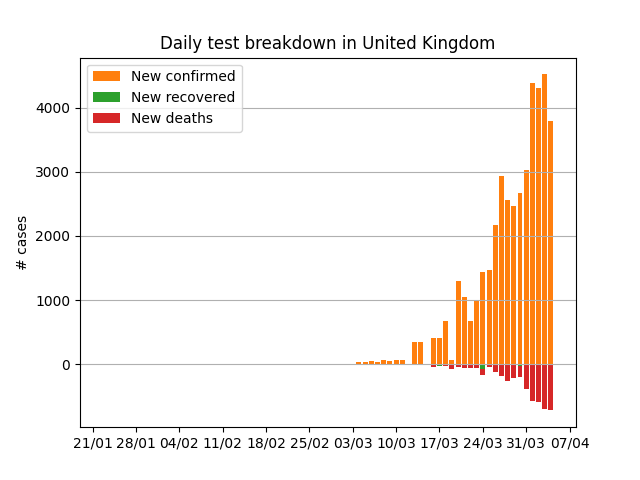 Daily test breakdown in United Kingdom
New confirmed
New recovered
New deaths
# cases
4000
3000
2000
1000
0
21/01 28/01 04/02 11/02 18/02 25/02 03/03 10/03 17/03 24/03 31/03 07/04